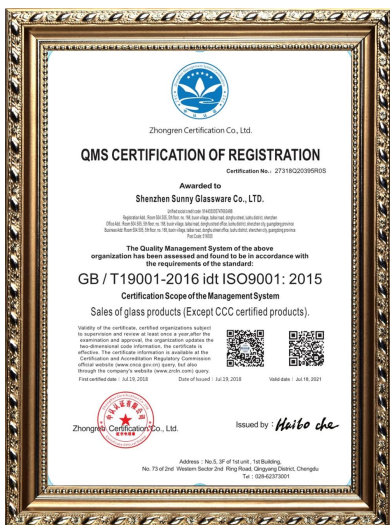 Zhongren Certification Co., Ltd.
QMS CERTIFICATION OF REGISTRATION
Certification No.: 27318Q20395R0S
Awarded to
Shenzhen Sunny Glassware Co., LTD.
The Quality Management System of the above
organization has been assessed and found to be in accordance with
the requirements of the standard:
GB / T19001-2016 idt ISO9001: 2015
Certification Scope of the Management System
Sales of glass products (Except CCC certified products).
Validity of the certificate, certified organizations subject
to supervision and review at least once a year,after the
examination and approval, the organization updates the
two-dimensional code information, the certificate is
effective. The certificate information is available at the
Certification and Accreditation Regulatory Commission
official website (www.cnca.gov.cn) query, but also
through the company's website (www.zrcln.com) query.
First certified date : Jul 19, 2018
Date of Issued : Jul 19, 2018
Valid date : Jul 18, 2021
Zhongren Certification Co., Ltd.
Issued by : Haibo che
Address : No.5, 3F of 1st unit . 1st Building,
No. 73 of 2nd Western Sector 2nd Ring Road, Qingyang District, Chengdu
Tel : 028-62373001